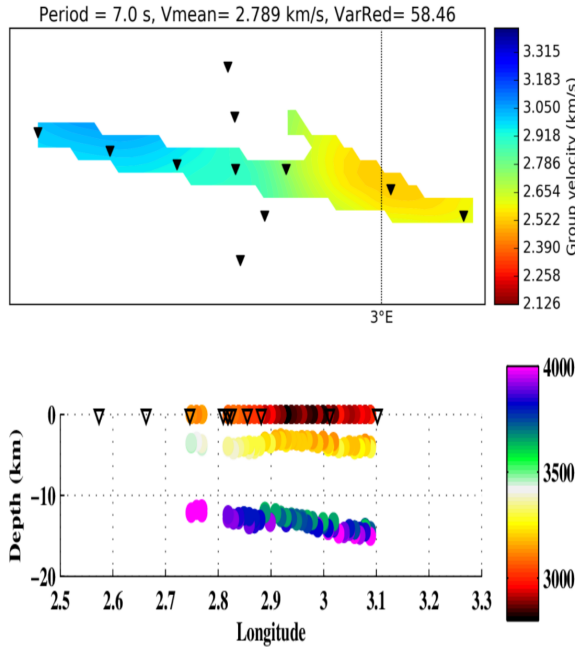 Period = 7.0 s, Vmean= 2.789 km/s, VarRed= 58.46
3.315
3.183
3.050
2.918
2.786
2.654
2.522
2.390
2.258
2.126
Group velocity (km/s)
3°E
0
−10
−20
Depth (km)
2.5 2.6 2.7 2.8 2.9 3 3.1 3.2 3.3
Longitude
4000
3500
3000